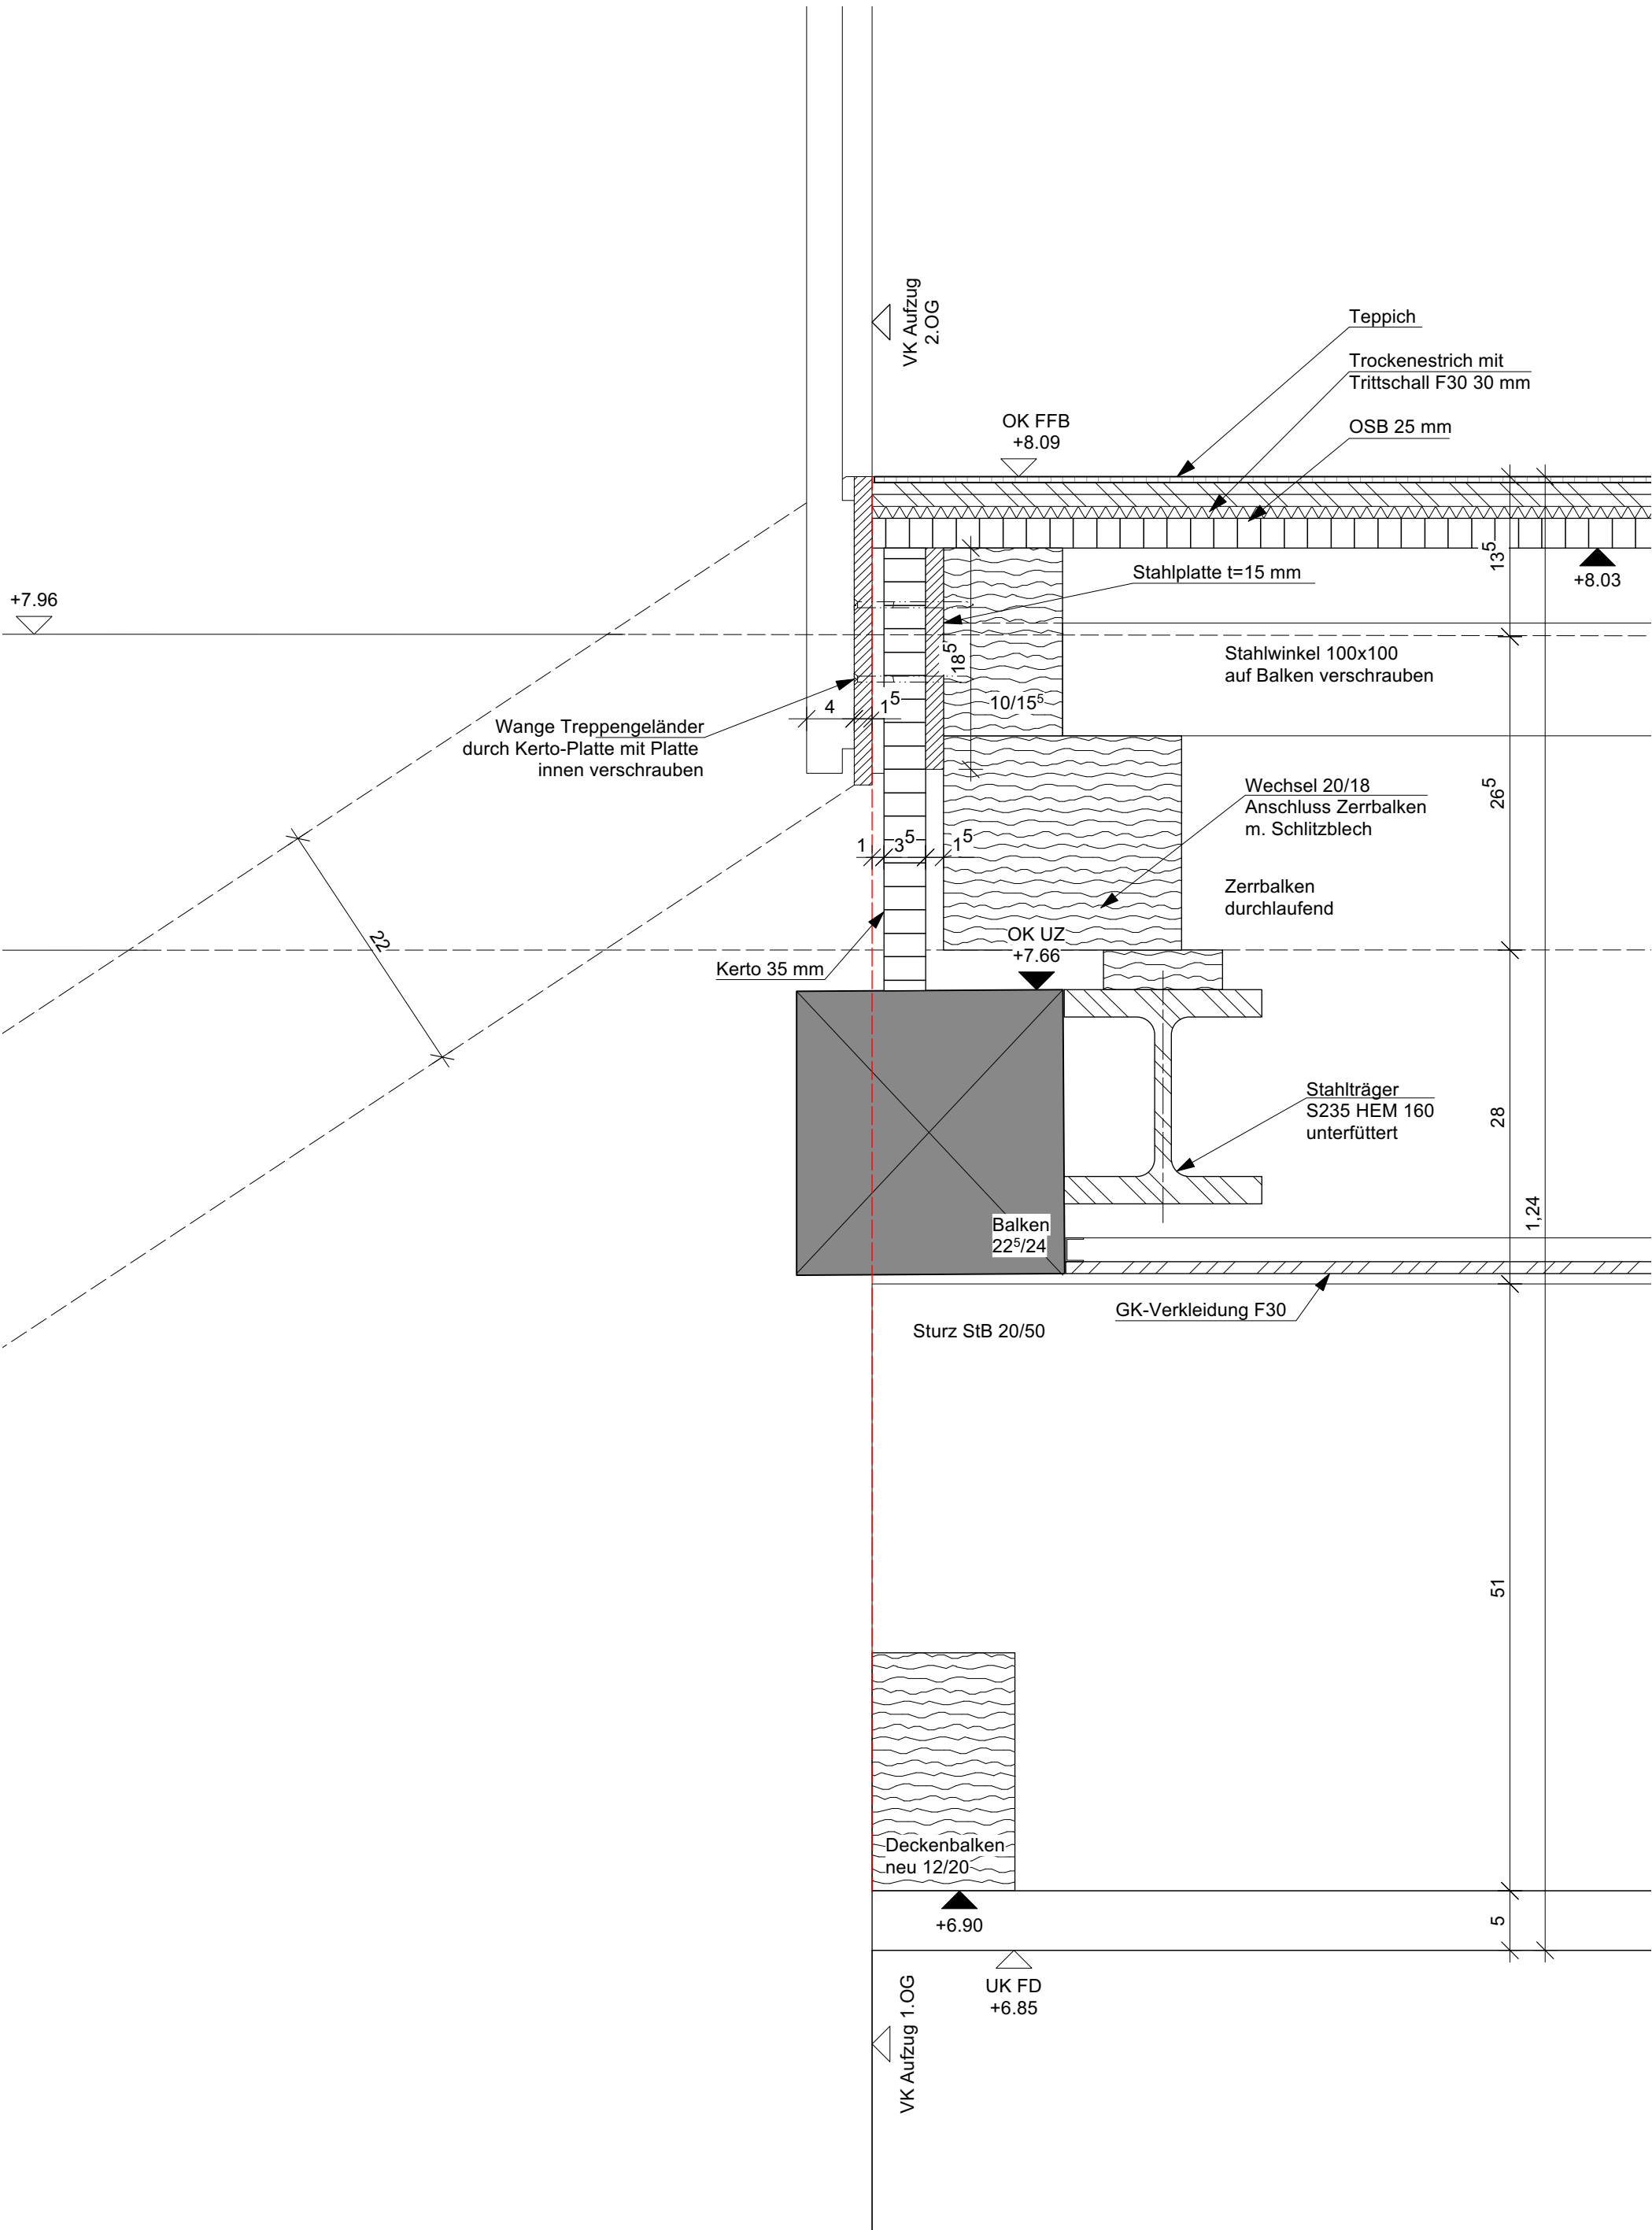 VK Aufzug
2.OG
Teppich
Trockenestrich mit
Trittschall F30 30 mm
OSB 25 mm
OK FFB
+8.09
+8.03
13⁵
Stahlplatte t=15 mm
+7.96
18⁵
Stahlwinkel 100x100
auf Balken verschrauben
10/15⁵
4
1⁵
Wange Treppengeländer
durch Kerto-Platte mit Platte
innen verschrauben
Wechsel 20/18
Anschluss Zerrbalken
m. Schlitzblech
26⁵
1
3⁵
1⁵
Zerrbalken
durchlaufend
22
OK UZ
+7.66
Kerto 35 mm
Stahlträger
S235 HEM 160
unterfüttert
28
1,24
Balken
22⁵/24
GK-Verkleidung F30
Sturz StB 20/50
51
Deckenbalken
neu 12/20
+6.90
5
UK FD
+6.85
VK Aufzug 1.OG